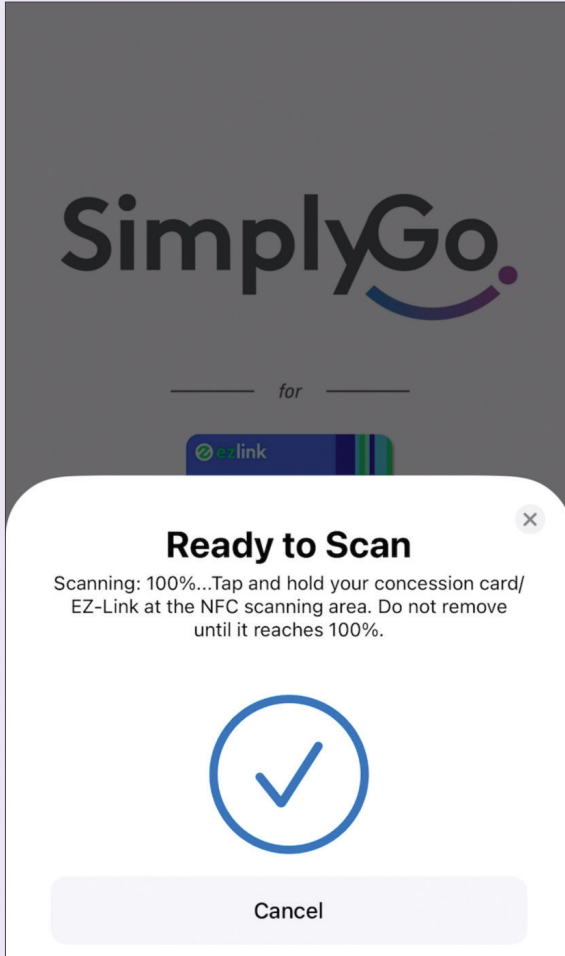 SimplyGo
for
ezlink
Ready to Scan
Scanning: 100%...Tap and hold your concession card/
EZ-Link at the NFC scanning area. Do not remove
until it reaches 100%.
Cancel